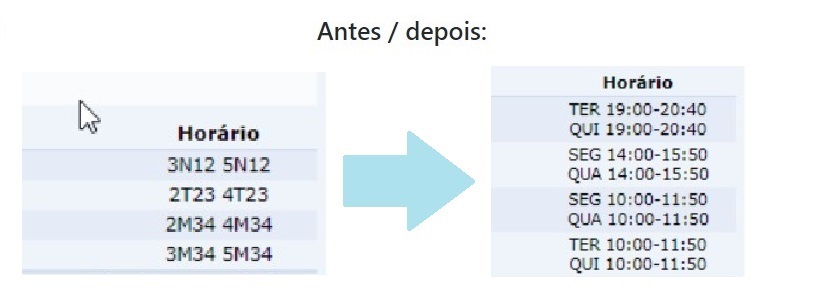 Antes / depois:
Horário
3N12 5N12
2T23 4T23
2M34 4M34
3M34 5M34
Horário
TER 19:00-20:40
QUI 19:00-20:40
SEG 14:00-15:50
QUA 14:00-15:50
SEG 10:00-11:50
QUA 10:00-11:50
TER 10:00-11:50
QUI 10:00-11:50